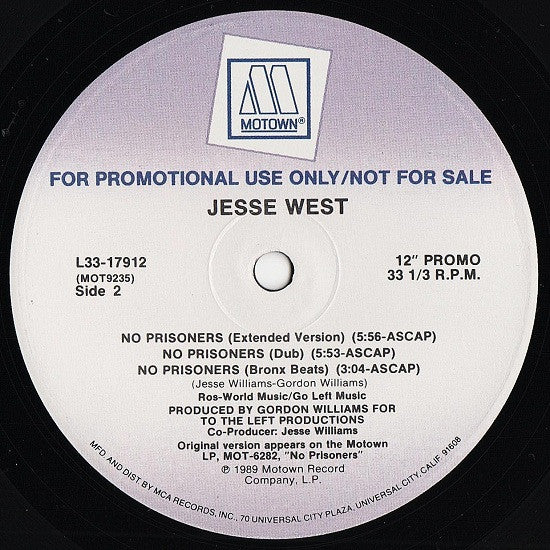 MOTOWN®
FOR PROMOTIONAL USE ONLY/NOT FOR SALE
JESSE WEST
L33-17912
(MOT9235)
Side 2
12" PROMO
33 1/3 R.P.M.
NO PRISONERS (Extended Version) (5:56-ASCAP)
NO PRISONERS (Dub) (5:53-ASCAP)
NO PRISONERS (Bronx Beats) (3:04-ASCAP)
(Jesse Williams-Gordon Williams)
Ros-World Music/Go Left Music
PRODUCED BY GORDON WILLIAMS FOR
TO THE LEFT PRODUCTIONS
Co-Producer: Jesse Williams
Original version appears on the Motown
LP, MOT-6282, "No Prisoners"
℗ 1989 Motown Record
Company, L.P.
MFD AND DIST BY MCA RECORDS, INC., 70 UNIVERSAL CITY PLAZA, UNIVERSAL CITY, CALIF. 91608